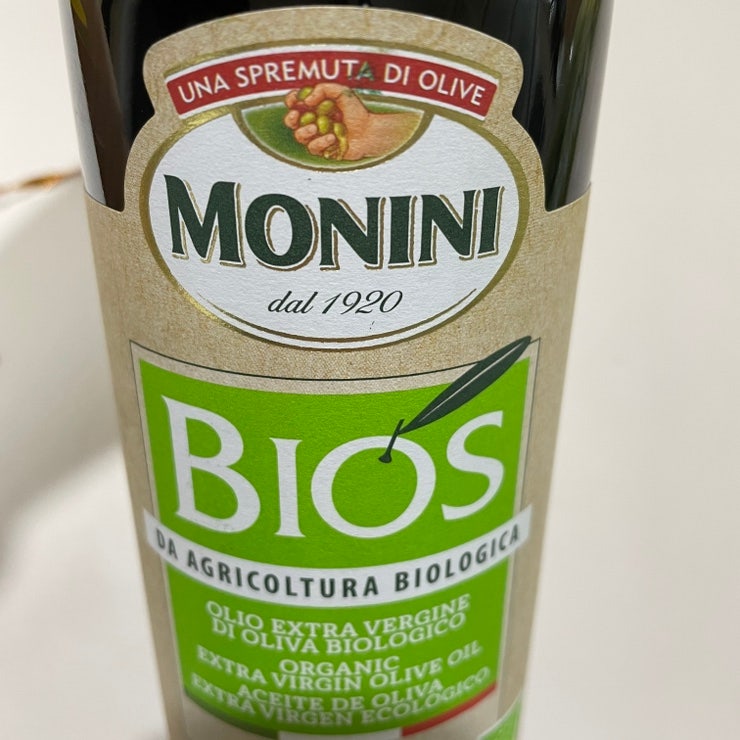 UNA SPREMUTA DI OLIVE
MONINI
dal 1920
BIOS
DA AGRICOLTURA BIOLOGICA
OLIO EXTRA VERGINE
DI OLIVA BIOLOGICO
ORGANIC
EXTRA VIRGIN OLIVE OIL
ACEITE DE OLIVA
EXTRA VIRGEN ECOLÓGICO